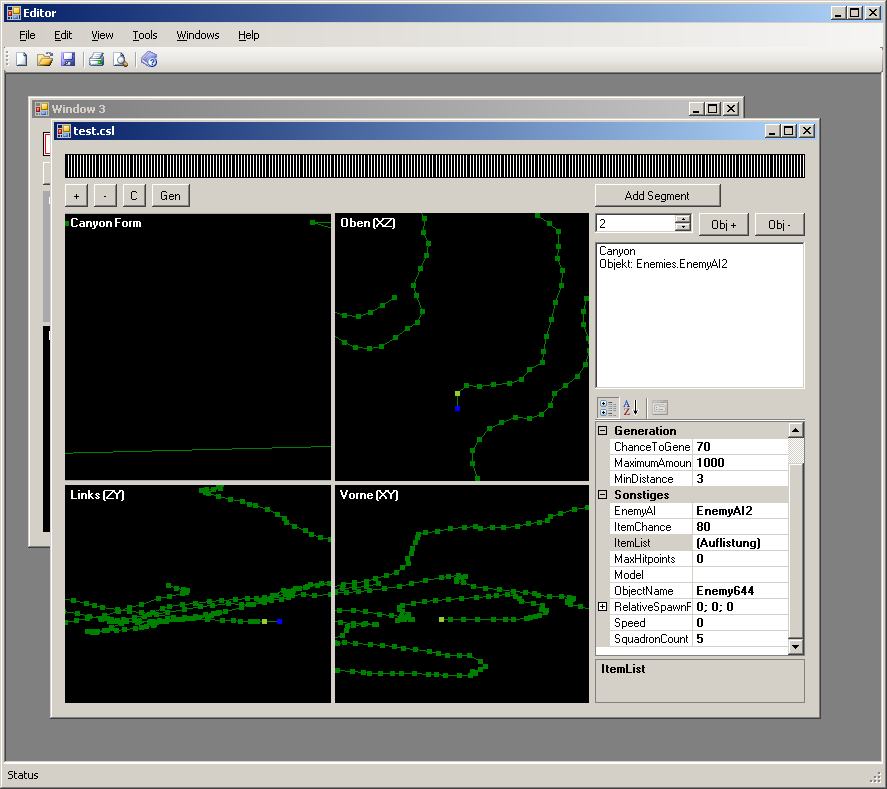 Editor
File Edit View Tools Windows Help
Window 3
test.csl
+ - C Gen Add Segment
2 Obj + Obj -
Canyon Form
Oben (XZ)
Canyon
Objekt: Enemies.EnemyAI2
Generation
ChanceToGene 70
MaximumAmoun 1000
MinDistance 3
Sonstiges
EnemyAI EnemyAI2
ItemChance 80
ItemList (Auflistung)
MaxHitpoints 0
Model
ObjectName Enemy644
RelativeSpawnF 0; 0; 0
Speed 0
SquadronCount 5
Links (ZY)
Vorne (XY)
ItemList
Status